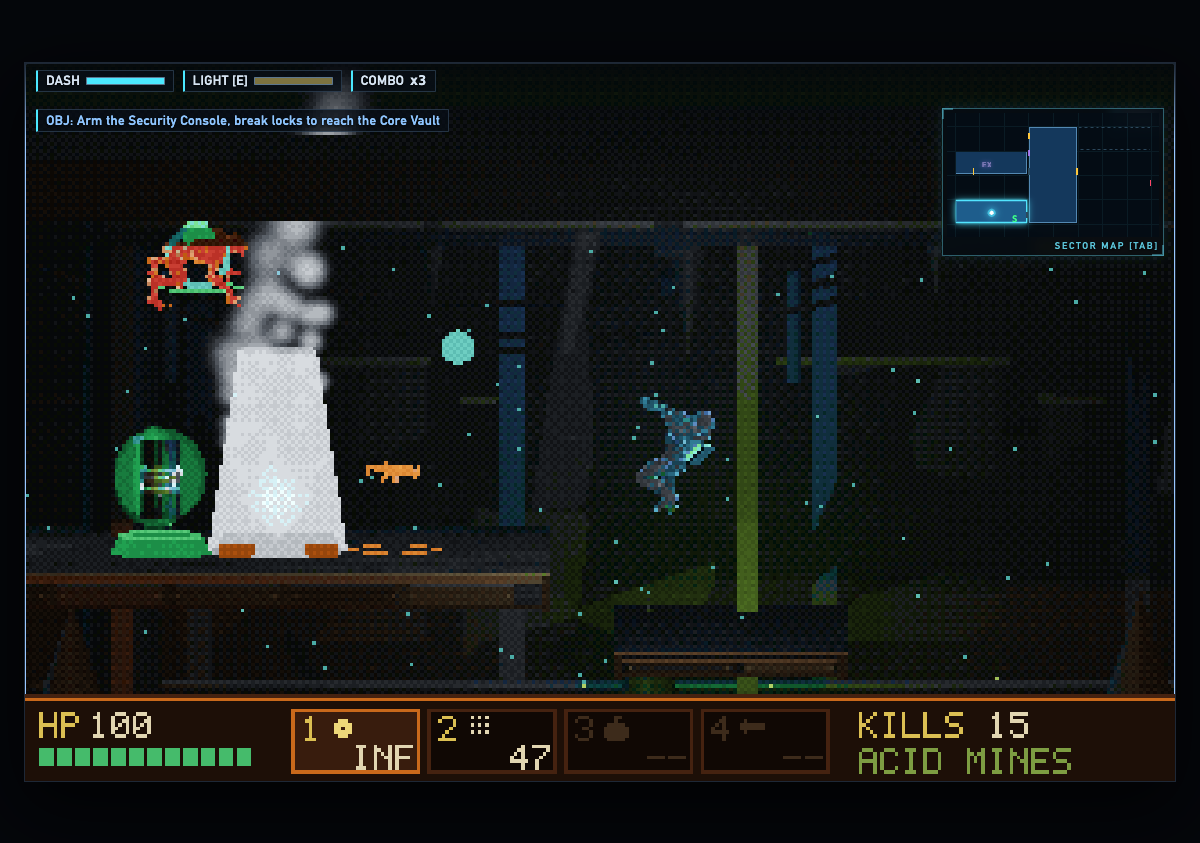 DASH
LIGHT [E]
COMBO x3
OBJ: Arm the Security Console, break locks to reach the Core Vault
EX
S
SECTOR MAP [TAB]
HP 100
1
INF
2
47
3
--
4
--
KILLS 15
ACID MINES